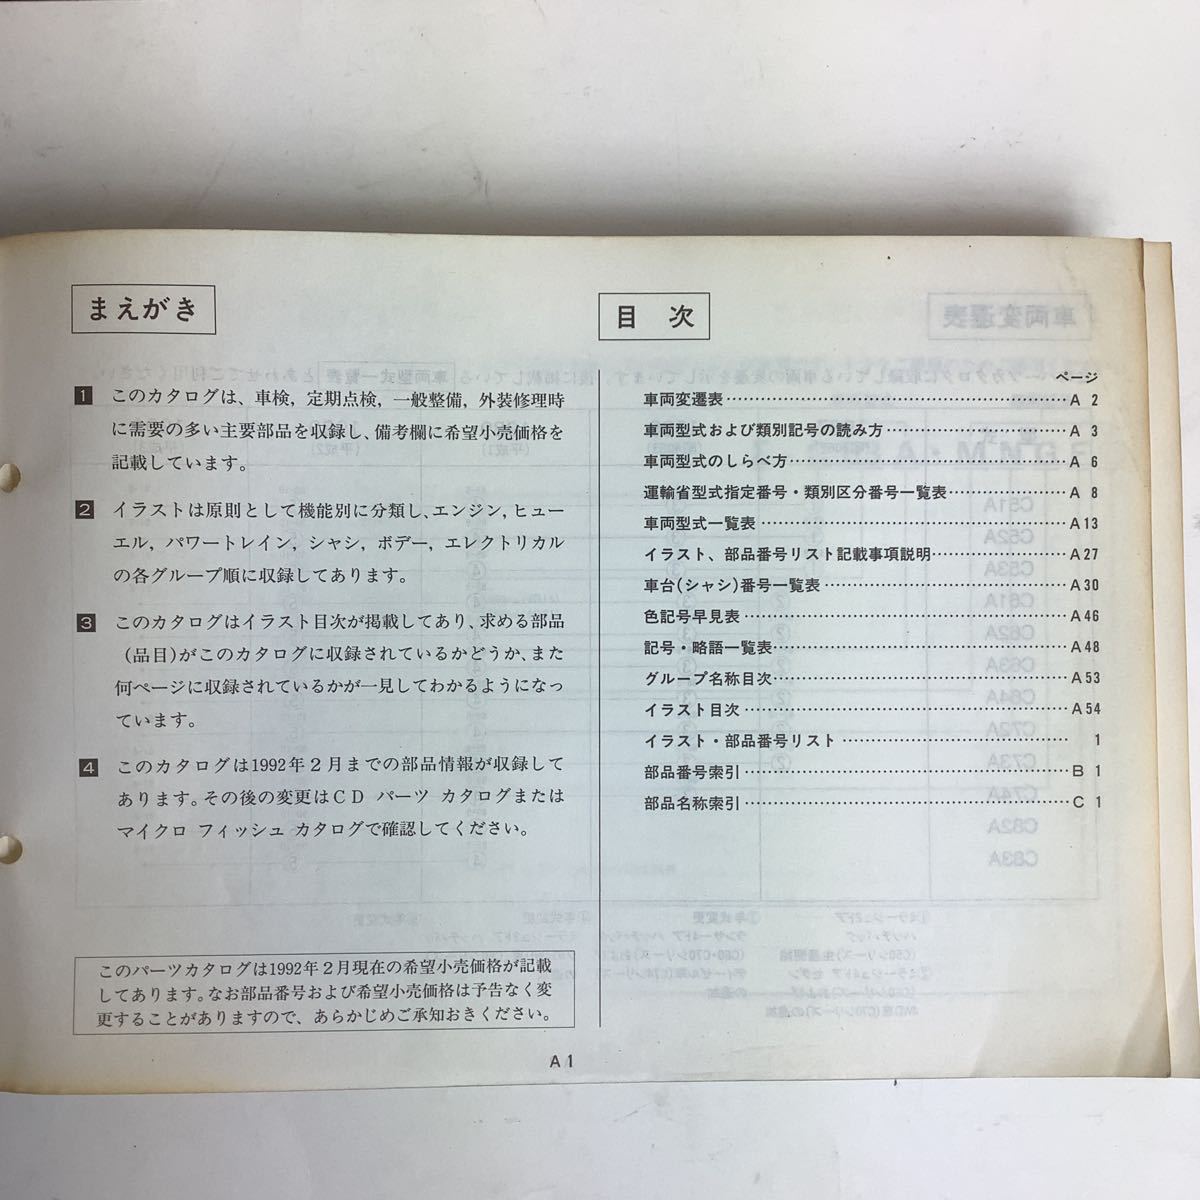 まえがき
1 このカタログは、車検，定期点検，一般整備，外装修理時
に需要の多い主要部品を収録し、備考欄に希望小売価格を
記載しています。
2 イラストは原則として機能別に分類し、エンジン，ヒュー
エル，パワートレイン，シャシ，ボデー，エレクトリカル
の各グループ順に収録してあります。
3 このカタログはイラスト目次が掲載してあり、求める部品
(品目)がこのカタログに収録されているかどうか、また
何ページに収録されているかが一見してわかるようになっ
ています。
4 このカタログは1992年２月までの部品情報が収録して
あります。その後の変更はＣＤ パーツ カタログまたは
マイクロ フィッシュ カタログで確認してください。
このパーツカタログは1992年２月現在の希望小売価格が記載
してあります。なお部品番号および希望小売価格は予告なく変
更することがありますので、あらかじめご承知おきください。
目 次
ページ
車両変遷表……………………………A 2
車両型式および類別記号の読み方……………………………A 3
車両型式のしらべ方……………………………A 6
運輸省型式指定番号・類別区分番号一覧表……………………………A 8
車両型式一覧表……………………………A13
イラスト、部品番号リスト記載事項説明……………………………A27
車台(シャシ)番号一覧表……………………………A30
色記号早見表……………………………A46
記号・略語一覧表……………………………A48
グループ名称目次……………………………A53
イラスト目次……………………………A54
イラスト・部品番号リスト…………………………… 1
部品番号索引……………………………B 1
部品名称索引……………………………C 1
A 1